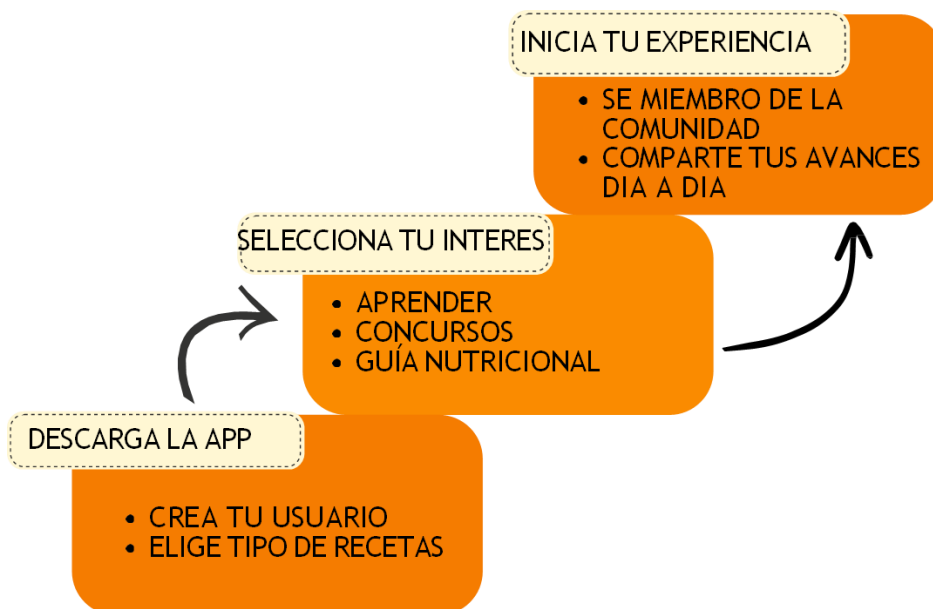 INICIA TU EXPERIENCIA
• SE MIEMBRO DE LA
COMUNIDAD
• COMPARTE TUS AVANCES
DIA A DIA
SELECCIONA TU INTERES
• APRENDER
• CONCURSOS
• GUÍA NUTRICIONAL
DESCARGA LA APP
• CREA TU USUARIO
• ELIGE TIPO DE RECETAS